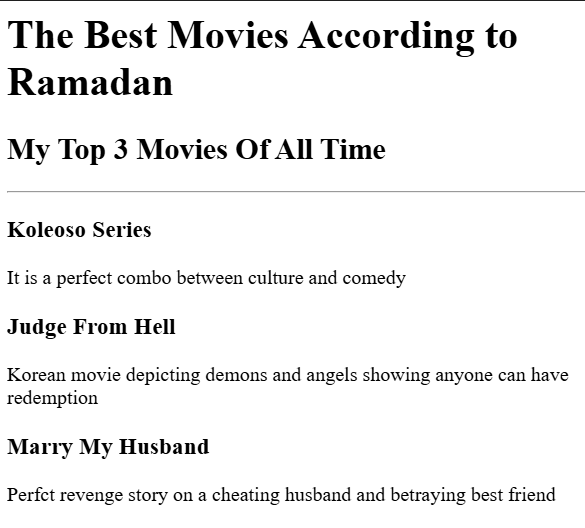 The Best Movies According to
Ramadan
My Top 3 Movies Of All Time
Koleoso Series
It is a perfect combo between culture and comedy
Judge From Hell
Korean movie depicting demons and angels showing anyone can have
redemption
Marry My Husband
Perfct revenge story on a cheating husband and betraying best friend